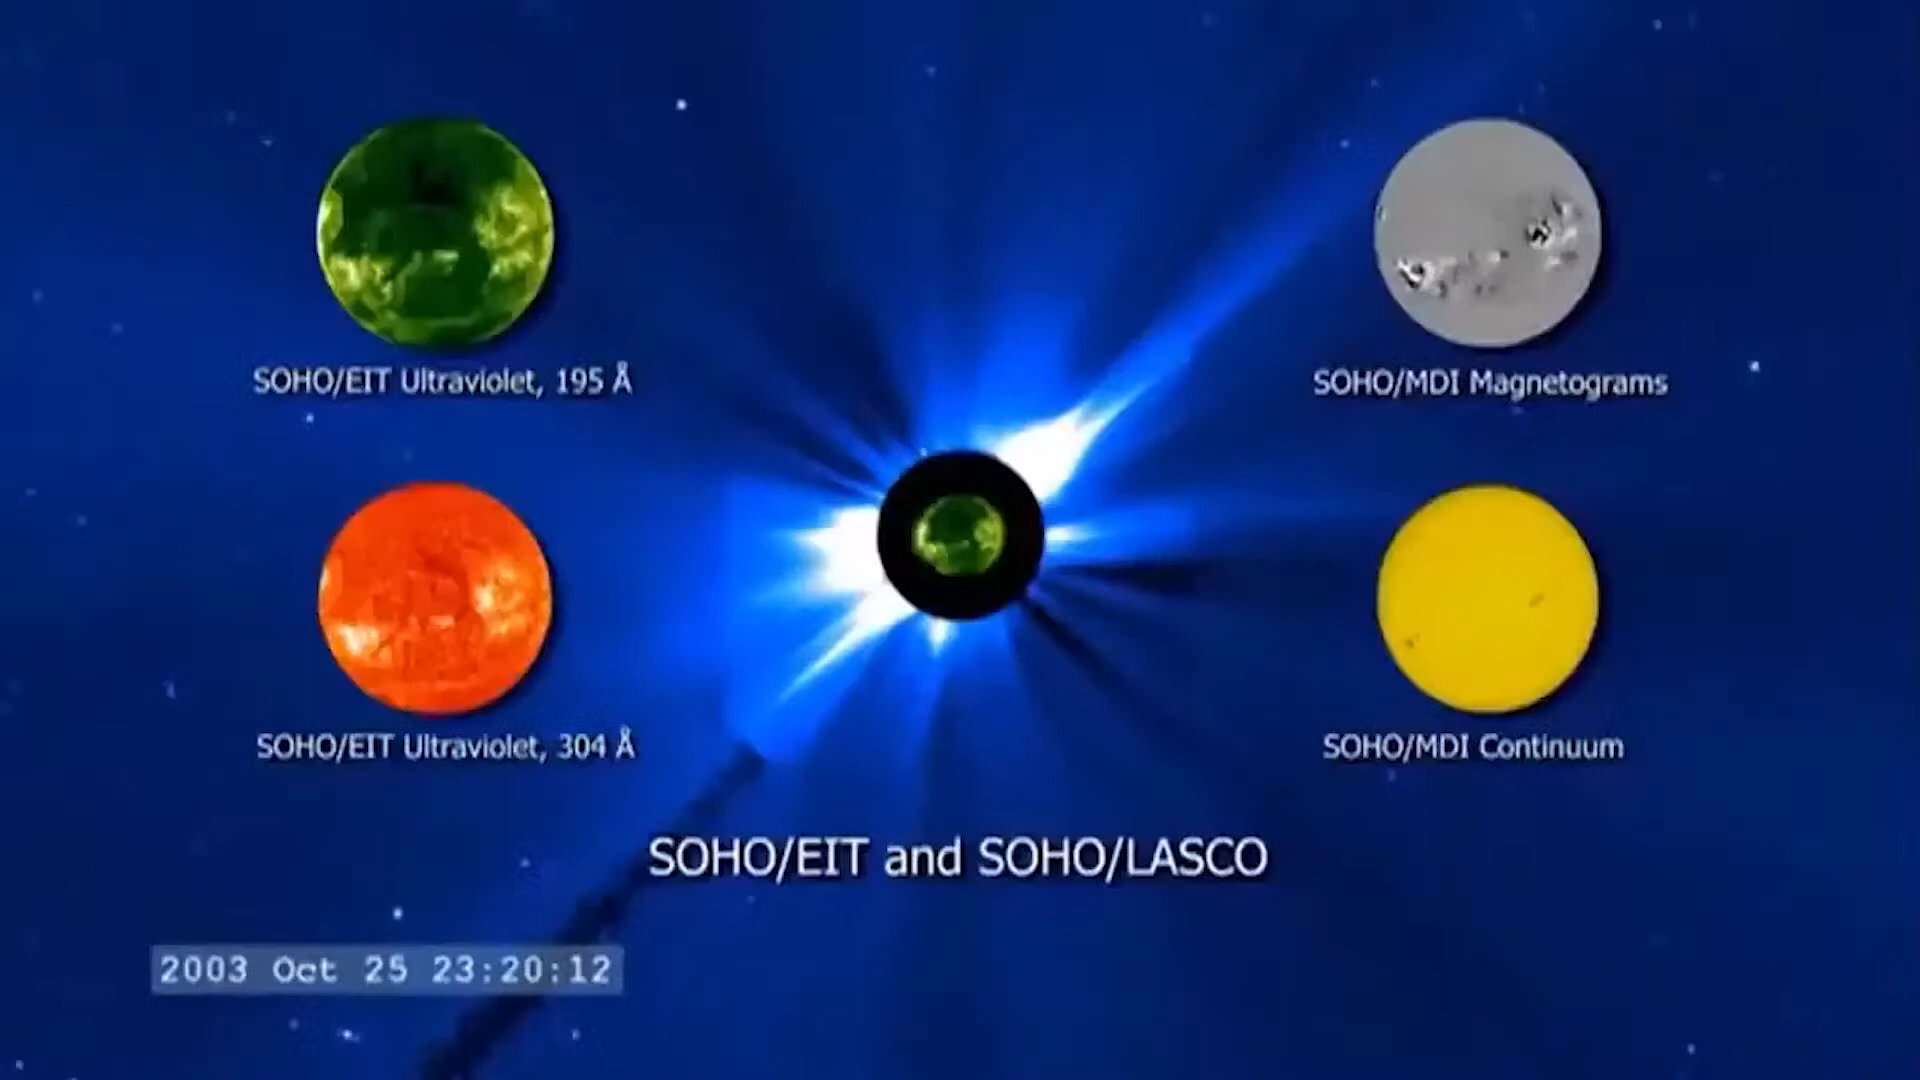 SOHO/EIT Ultraviolet, 195 Å
SOHO/MDI Magnetograms
SOHO/EIT Ultraviolet, 304 Å
SOHO/MDI Continuum
SOHO/EIT and SOHO/LASCO
2003 Oct 25 23:20:12